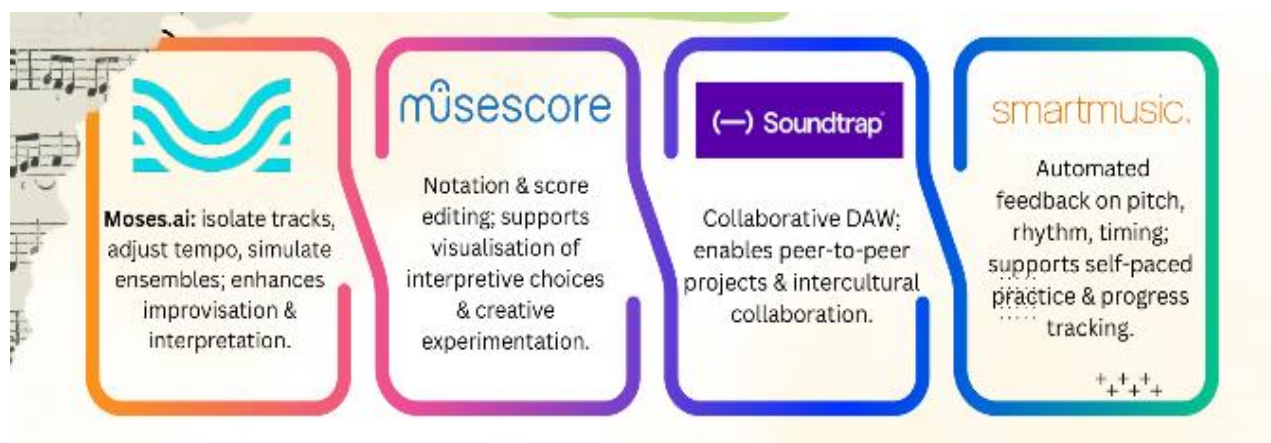 Moses.ai: isolate tracks,
adjust tempo, simulate
ensembles; enhances
improvisation &
interpretation.
musescore
Notation & score
editing; supports
visualisation of
interpretive choices
& creative
experimentation.
(—) Soundtrap
Collaborative DAW;
enables peer-to-peer
projects & intercultural
collaboration.
smartmusic.
Automated
feedback on pitch,
rhythm, timing;
supports self-paced
practice & progress
tracking.